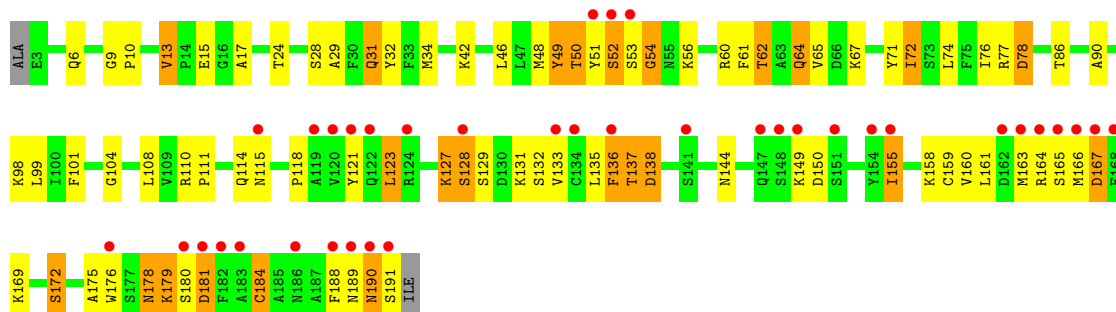 ALA E3 Q6 G9 P10 V13 P14 E15 G16 A17 T24 S28 A29 F30 Q31 Y32 F33 M34 K42 L46 L47 M48 Y49 T50 Y51 S52 S53 G54 N55 K56 R60 F61 T62 A63 Q64 V65 D66 K67 Y71 I72 S73 L74 F75 I76 R77 D78 T86 A90
K98 L99 I100 F101 G104 L108 V109 R110 P111 Q114 N115 P118 A119 V120 Y121 Q122 L123 R124 K127 S128 S129 D130 K131 S132 V133 C134 L135 F136 T137 D138 S141 N144 Q147 S148 K149 D150 S151 Y154 I155 K158 C159 V160 L161 D162 M163 R164 S165 M166 D167 F168
K169 S172 A175 W176 S177 N178 K179 S180 D181 F182 A183 C184 A185 N186 A187 F188 N189 N190 S191 ILE